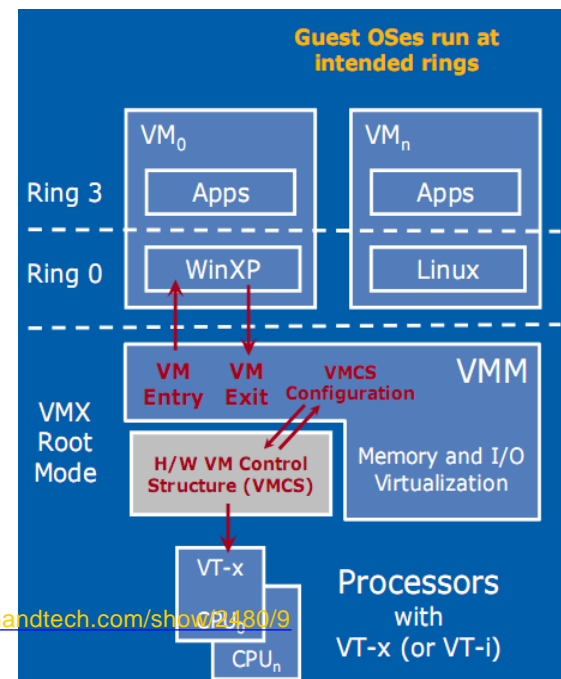 Guest OSes run at
intended rings
VM0
VMn
Ring 3
Apps
Apps
Ring 0
WinXP
Linux
VM
Entry
VM
Exit
VMCS
Configuration
VMM
VMX
Root
Mode
H/W VM Control
Structure (VMCS)
Memory and I/O
Virtualization
VT-x
CPU0
CPUn
Processors
with
VT-x (or VT-i)
andtech.com/show/2480/9